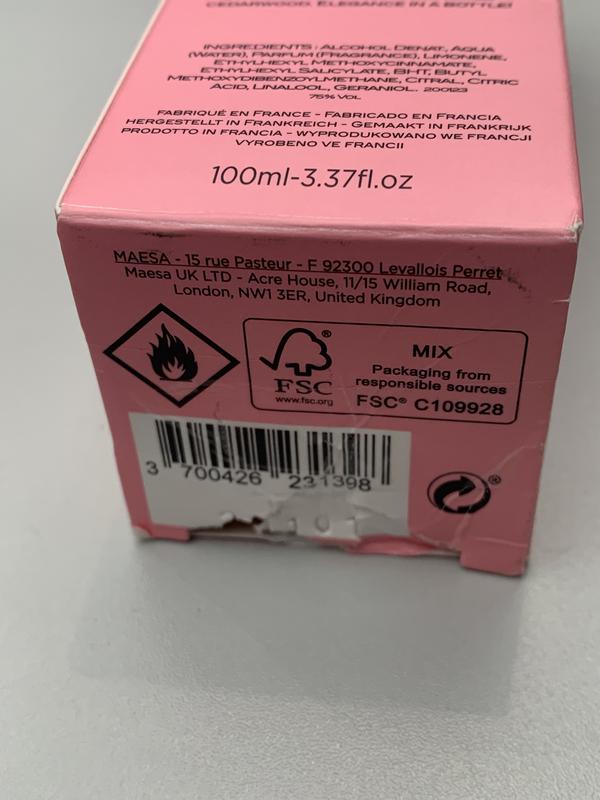 CEDARWOOD. ELEGANCE IN A BOTTLE!
INGREDIENTS : ALCOHOL DENAT., AQUA
(WATER), PARFUM (FRAGRANCE), LIMONENE,
ETHYLHEXYL METHOXYCINNAMATE,
ETHYLHEXYL SALICYLATE, BHT, BUTYL
METHOXYDIBENZOYLMETHANE, CITRAL, CITRIC
ACID, LINALOOL, GERANIOL. 200123
75% VOL
FABRIQUÉ EN FRANCE - FABRICADO EN FRANCIA
HERGESTELLT IN FRANKREICH - GEMAAKT IN FRANKRIJK
PRODOTTO IN FRANCIA - WYPRODUKOWANO WE FRANCJI
VYROBENO VE FRANCII
100ml-3.37fl.oz
MAESA - 15 rue Pasteur - F 92300 Levallois Perret
Maesa UK LTD - Acre House, 11/15 William Road,
London, NW1 3ER, United Kingdom
FSC®
www.fsc.org
MIX
Packaging from
responsible sources
FSC® C109928
3 700426 231398
®